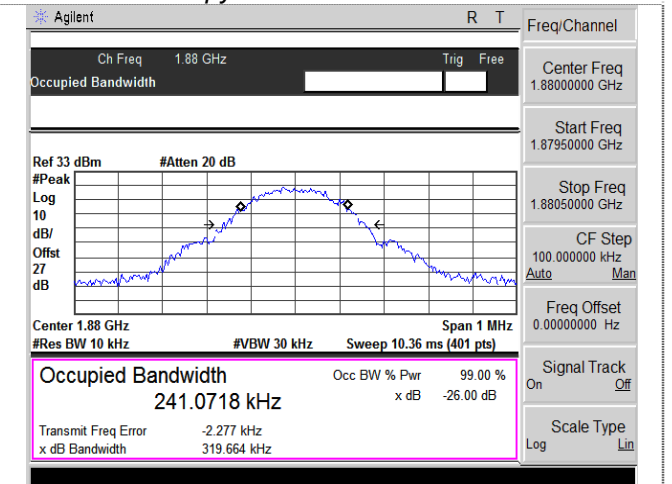 Agilent R T
Freq/Channel
Ch Freq 1.88 GHz Trig Free
Occupied Bandwidth
Center Freq
1.88000000 GHz
Start Freq
1.87950000 GHz
Stop Freq
1.88050000 GHz
CF Step
100.000000 kHz
Auto Man
Freq Offset
0.00000000 Hz
Signal Track
On Off
Scale Type
Log Lin
Ref 33 dBm #Atten 20 dB
#Peak
Log
10
dB/
Offst
27
dB
Center 1.88 GHz Span 1 MHz
#Res BW 10 kHz #VBW 30 kHz Sweep 10.36 ms (401 pts)
Occupied Bandwidth Occ BW % Pwr 99.00 %
241.0718 kHz x dB -26.00 dB
Transmit Freq Error -2.277 kHz
x dB Bandwidth 319.664 kHz